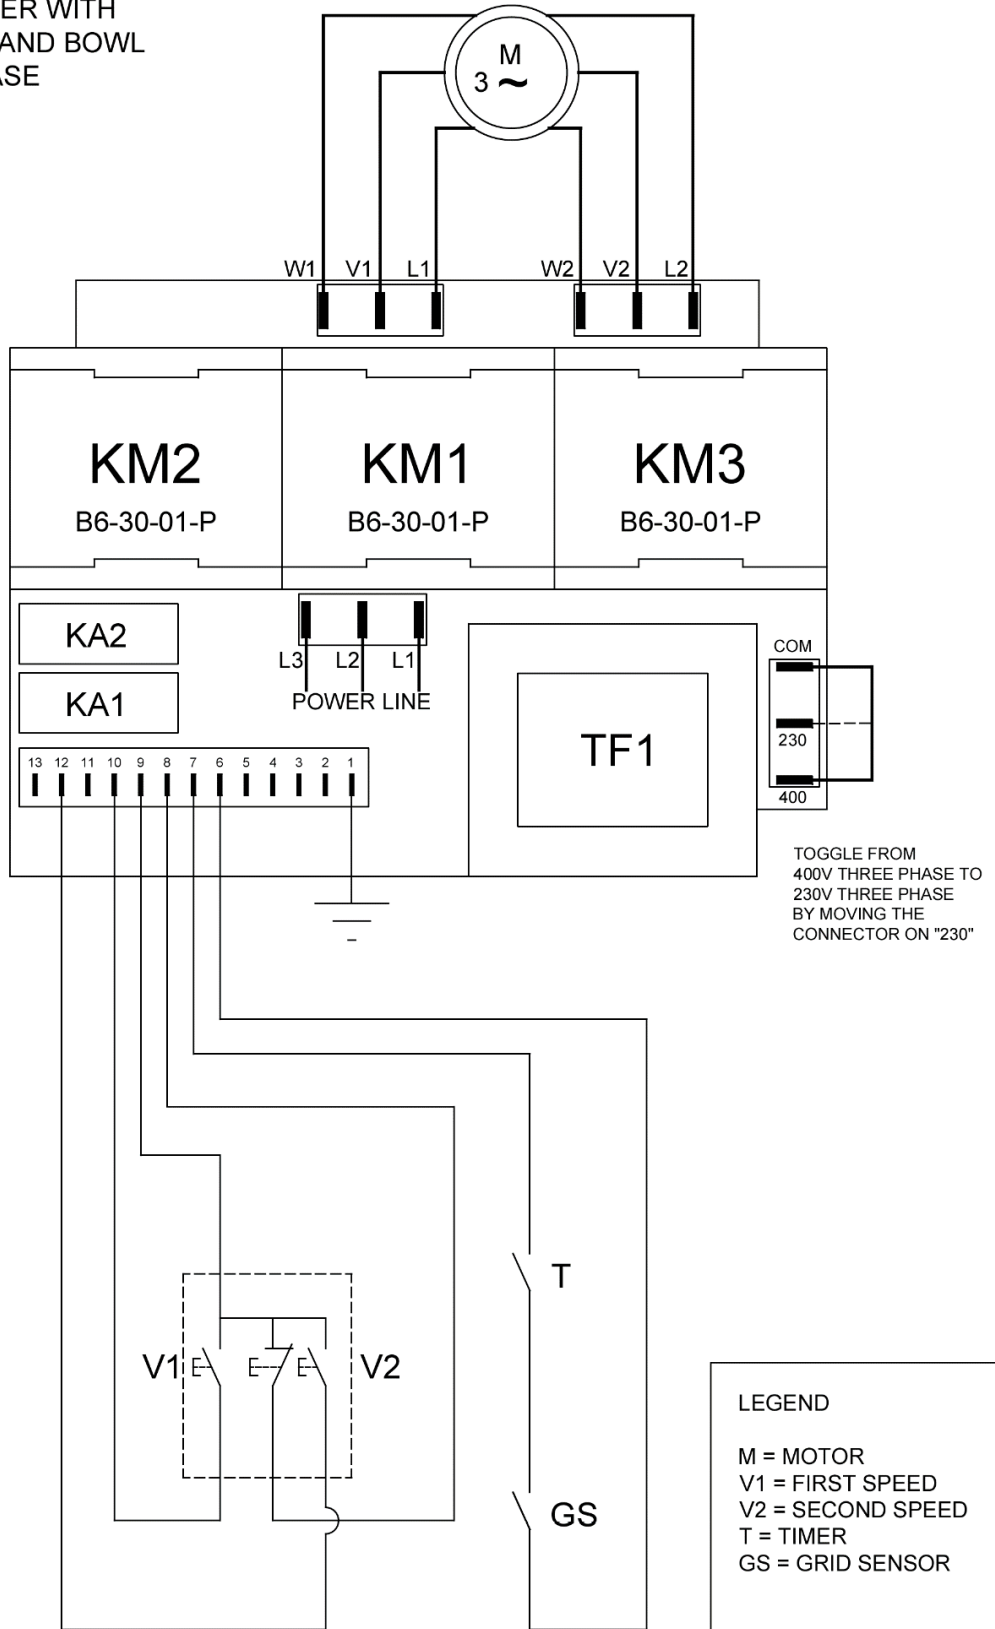 ER WITH
AND BOWL
ASE
M
3 ~
W1 V1 L1 W2 V2 L2
KM2 KM1 KM3
B6-30-01-P B6-30-01-P B6-30-01-P
KA2
KA1
L3 L2 L1
POWER LINE
TF1
COM
230
400
13 12 11 10 9 8 7 6 5 4 3 2 1
TOGGLE FROM
400V THREE PHASE TO
230V THREE PHASE
BY MOVING THE
CONNECTOR ON "230"
T
V1 V2
GS
LEGEND
M = MOTOR
V1 = FIRST SPEED
V2 = SECOND SPEED
T = TIMER
GS = GRID SENSOR